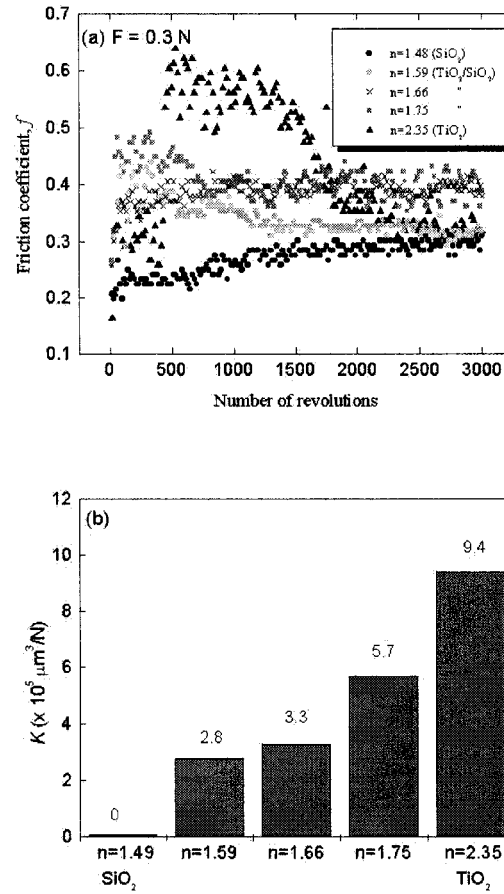 0.7
(a) F = 0.3 N
n=1.48 (SiO₂)
n=1.59 (TiO₂/SiO₂)
n=1.66 "
n=1.75 "
n=2.35 (TiO₂)
0.6
0.5
0.4
0.3
0.2
0.1
Friction coefficient, f
0 500 1000 1500 2000 2500 3000
Number of revolutions
(b)
12
10
8
6
4
2
0
K (x 10⁵ μm³/N)
0
2.8
3.3
5.7
9.4
n=1.49 n=1.59 n=1.66 n=1.75 n=2.35
SiO₂ TiO₂